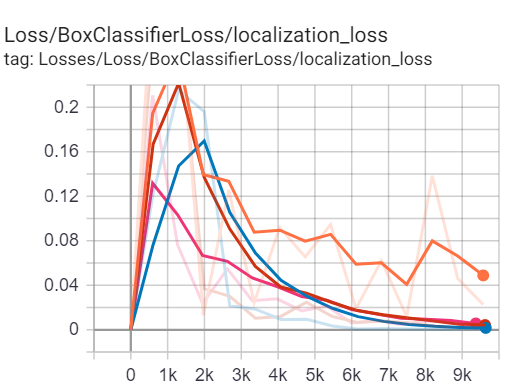 Loss/BoxClassifierLoss/localization_loss
tag: Losses/Loss/BoxClassifierLoss/localization_loss
0.2
0.16
0.12
0.08
0.04
0
0 1k 2k 3k 4k 5k 6k 7k 8k 9k